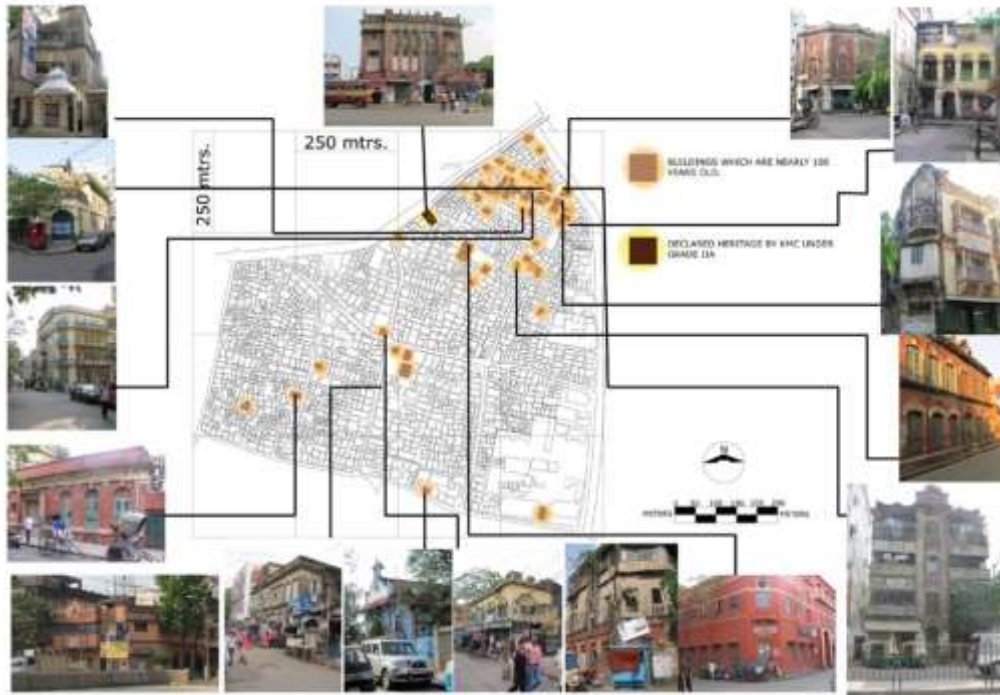 250 mtrs.
250 mtrs.
BUILDINGS WHICH ARE NEARLY 100
YEARS OLD.
DECLARED HERITAGE BY KMC UNDER
GRADE IIA
N
METERS
METERS